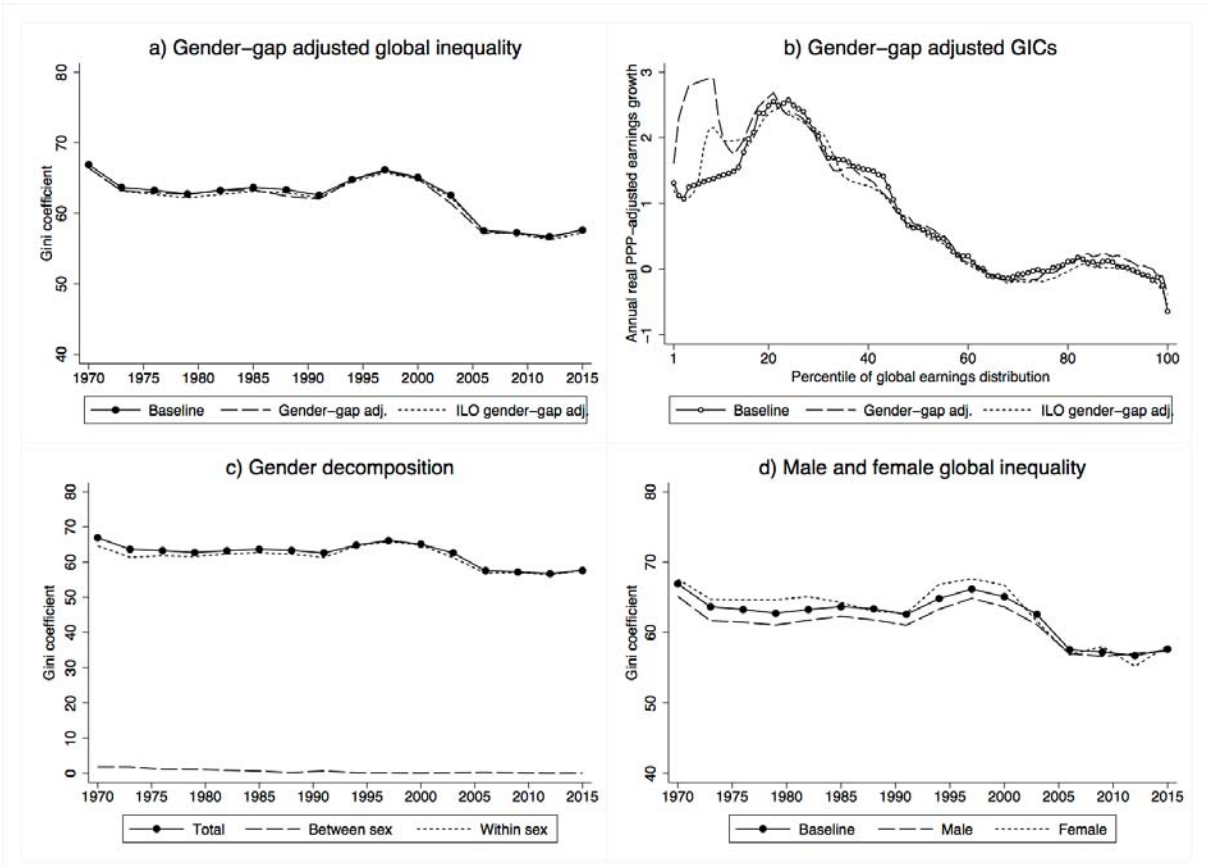 a) Gender-gap adjusted global inequality
Gini coefficient
80
70
60
50
40
1970 1975 1980 1985 1990 1995 2000 2005 2010 2015
Baseline Gender-gap adj. ILO gender-gap adj.
b) Gender-gap adjusted GICs
Annual real PPP-adjusted earnings growth
3
2
1
0
-1
1 20 40 60 80 100
Percentile of global earnings distribution
Baseline Gender-gap adj. ILO gender-gap adj.
c) Gender decomposition
Gini coefficient
80
70
60
50
40
30
20
10
0
1970 1975 1980 1985 1990 1995 2000 2005 2010 2015
Total Between sex Within sex
d) Male and female global inequality
Gini coefficient
80
70
60
50
40
1970 1975 1980 1985 1990 1995 2000 2005 2010 2015
Baseline Male Female